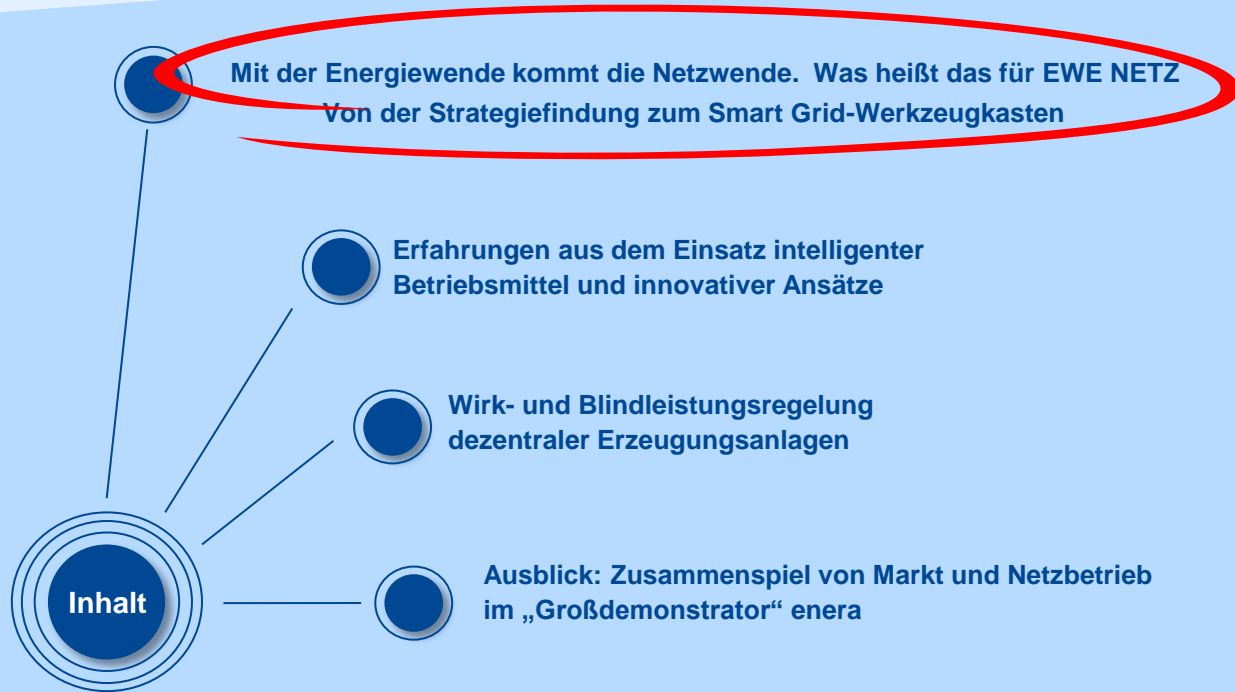 Mit der Energiewende kommt die Netzwende. Was heißt das für EWE NETZ
Von der Strategiefindung zum Smart Grid-Werkzeugkasten
Erfahrungen aus dem Einsatz intelligenter
Betriebsmittel und innovativer Ansätze
Wirk- und Blindleistungsregelung
dezentraler Erzeugungsanlagen
Ausblick: Zusammenspiel von Markt und Netzbetrieb
im „Großdemonstrator“ enera
Inhalt